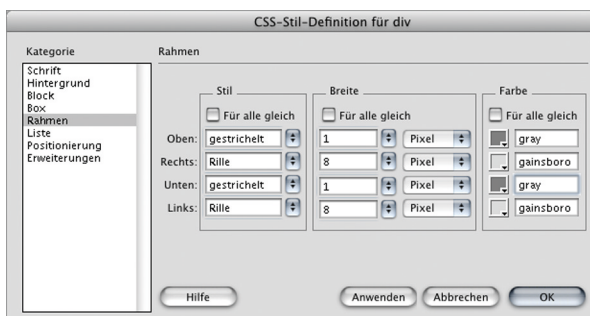 CSS-Stil-Definition für div
Kategorie
Schrift
Hintergrund
Block
Box
Rahmen
Liste
Positionierung
Erweiterungen
Rahmen
Stil Breite Farbe
Für alle gleich Für alle gleich Für alle gleich
Oben: gestrichelt 1 Pixel gray
Rechts: Rille 8 Pixel gainsboro
Unten: gestrichelt 1 Pixel gray
Links: Rille 8 Pixel gainsboro
Hilfe Anwenden Abbrechen OK